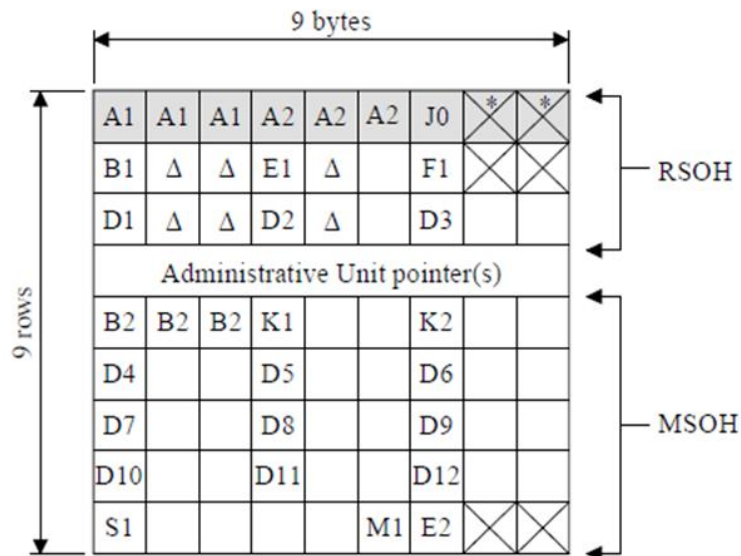 9 bytes
A1 A1 A1 A2 A2 A2 J0 * *
B1 Δ Δ E1 Δ F1
RSOH
D1 Δ Δ D2 Δ D3
Administrative Unit pointer(s)
9 rows
B2 B2 B2 K1 K2
D4 D5 D6
D7 D8 D9
MSOH
D10 D11 D12
S1 M1 E2